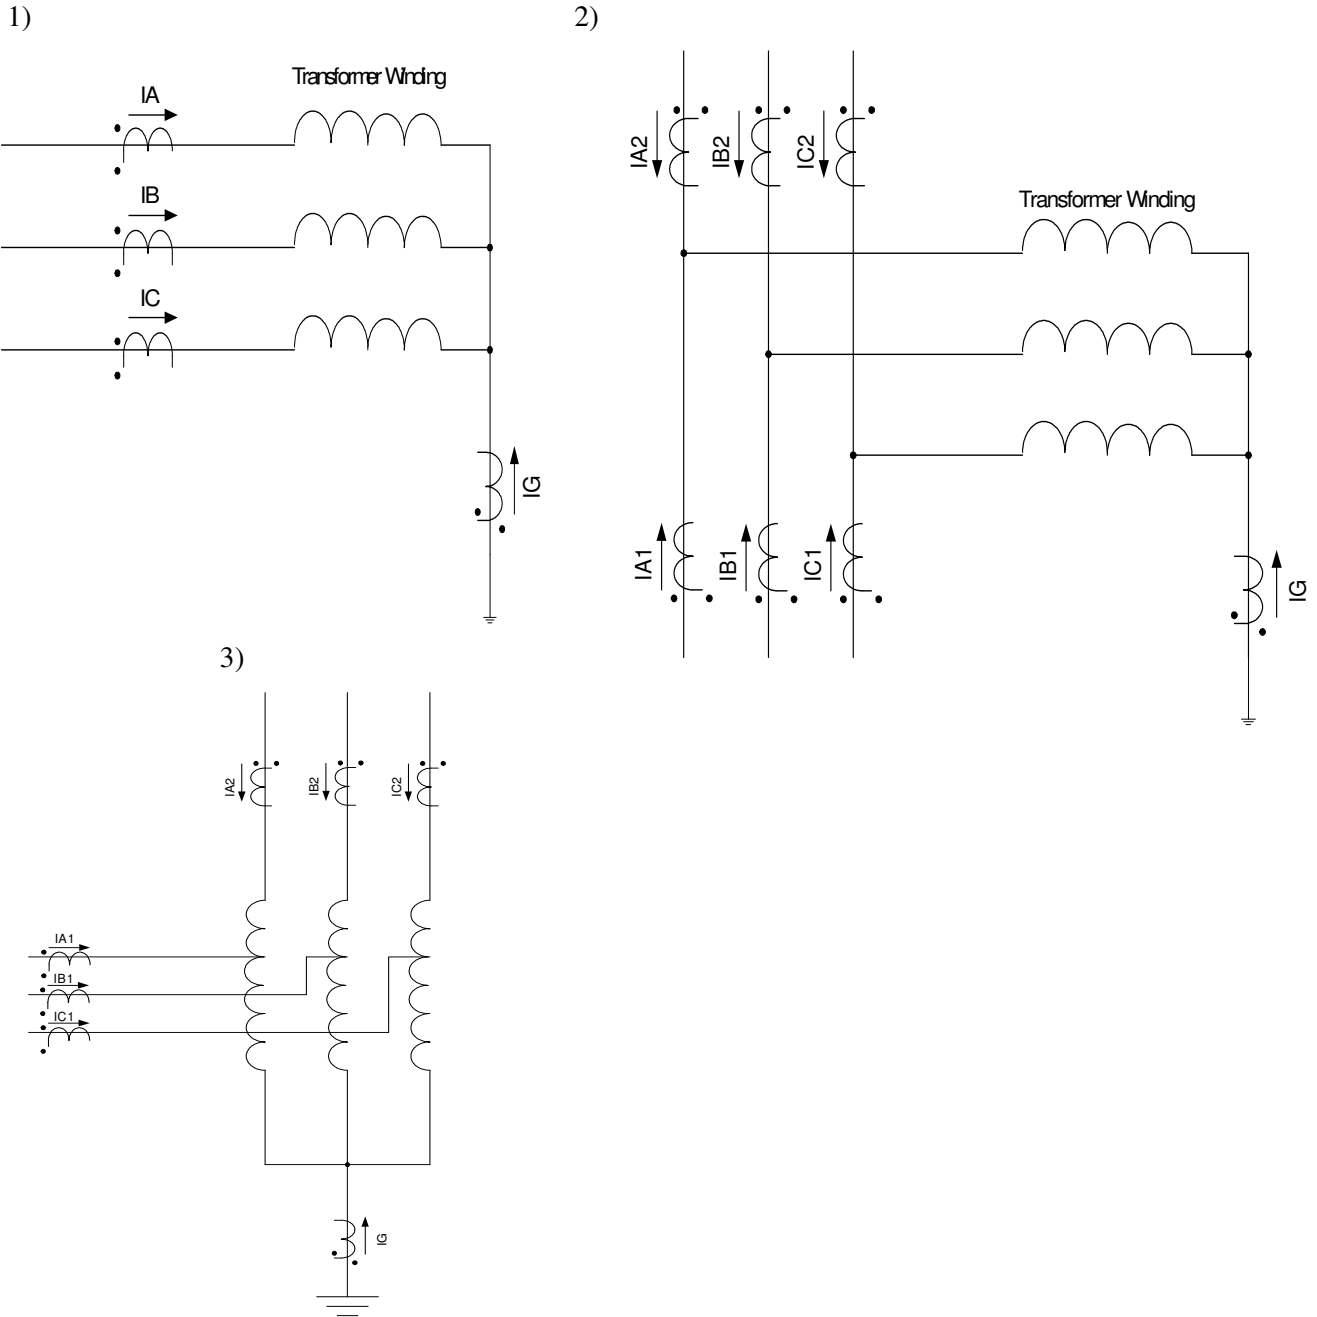 1)
Transformer Winding
IA
IB
IC
IG
2)
IA2
IB2
IC2
Transformer Winding
IA1
IB1
IC1
IG
3)
IA2
IB2
IC2
IA1
IB1
IC1
IG